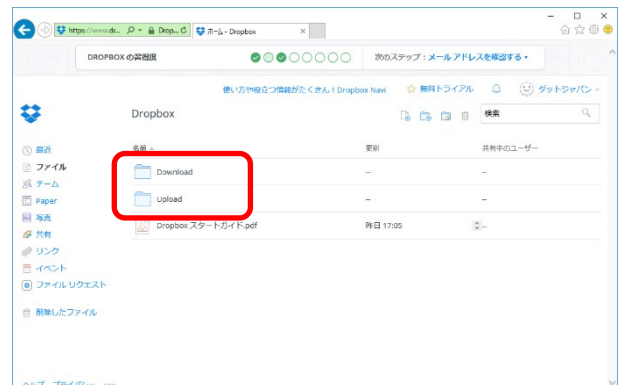 https://www.dr...
Drop...
ホーム - Dropbox
DROPBOX の習得度
次のステップ：メール アドレスを確認する
使い方や役立つ情報がたくさん！Dropbox Navi
無料トライアル
ダットジャパン
Dropbox
検索
最近
ファイル
チーム
Paper
写真
共有
リンク
イベント
ファイル リクエスト
削除したファイル
名前
更新
共有中のユーザー
Download
--
--
Upload
--
--
Dropbox スタートガイド.pdf
昨日 17:05
--